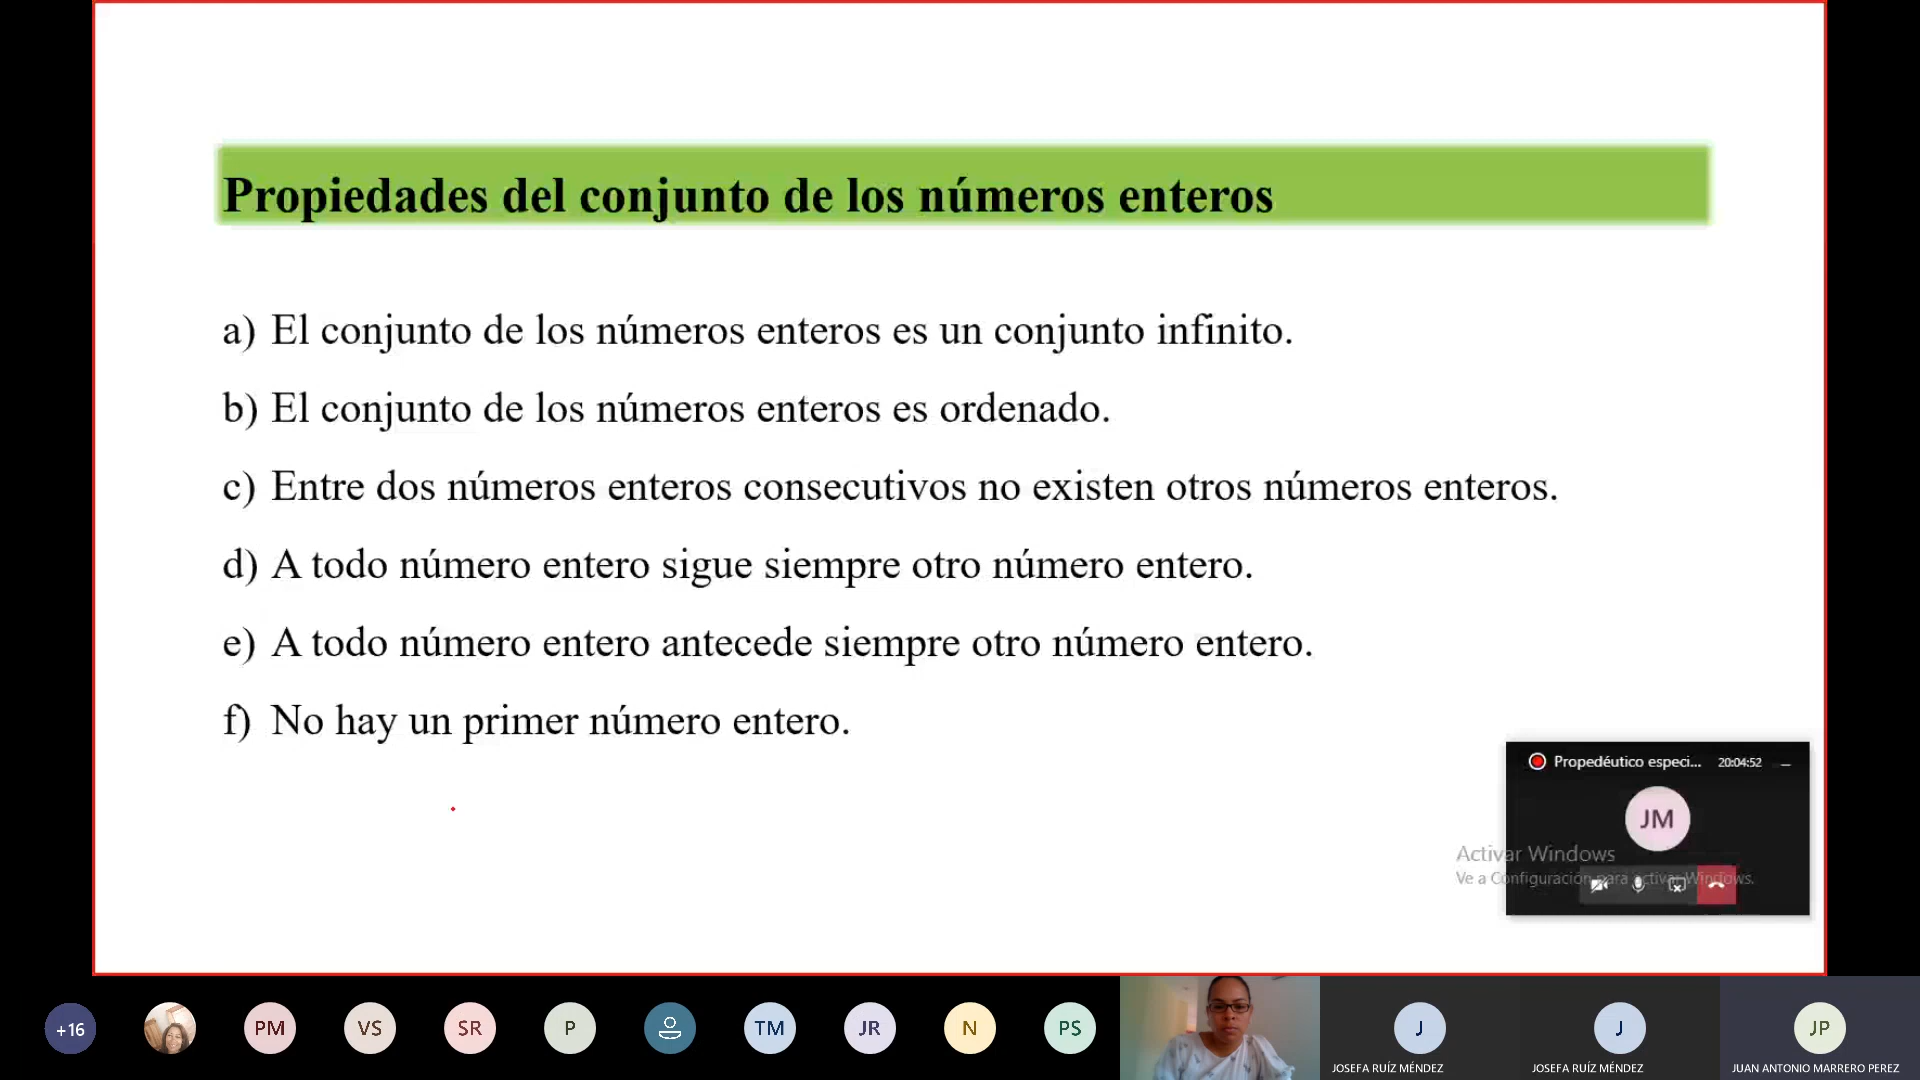 Propiedades del conjunto de los números enteros
a) El conjunto de los números enteros es un conjunto infinito.
b) El conjunto de los números enteros es ordenado.
c) Entre dos números enteros consecutivos no existen otros números enteros.
d) A todo número entero sigue siempre otro número entero.
e) A todo número entero antecede siempre otro número entero.
f) No hay un primer número entero.
Propedéutico especi... 20:04:52
JM
Activar Windows
Ve a Configuración para activar Windows.
+16 PM VS SR P TM JR N PS J J JP
JOSEFA RUÍZ MÉNDEZ JOSEFA RUÍZ MÉNDEZ JUAN ANTONIO MARRERO PEREZ